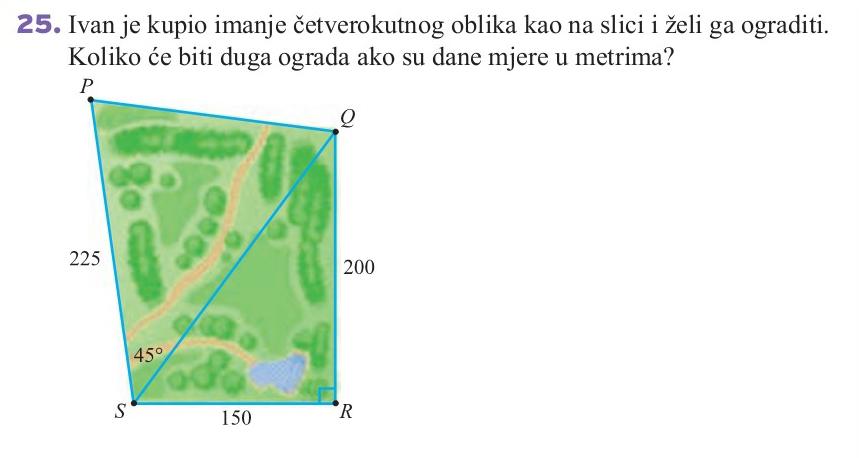 25. Ivan je kupio imanje četverokutnog oblika kao na slici i želi ga ograditi.
Koliko će biti duga ograda ako su dane mjere u metrima?
P
Q
225
200
45°
S
R
150